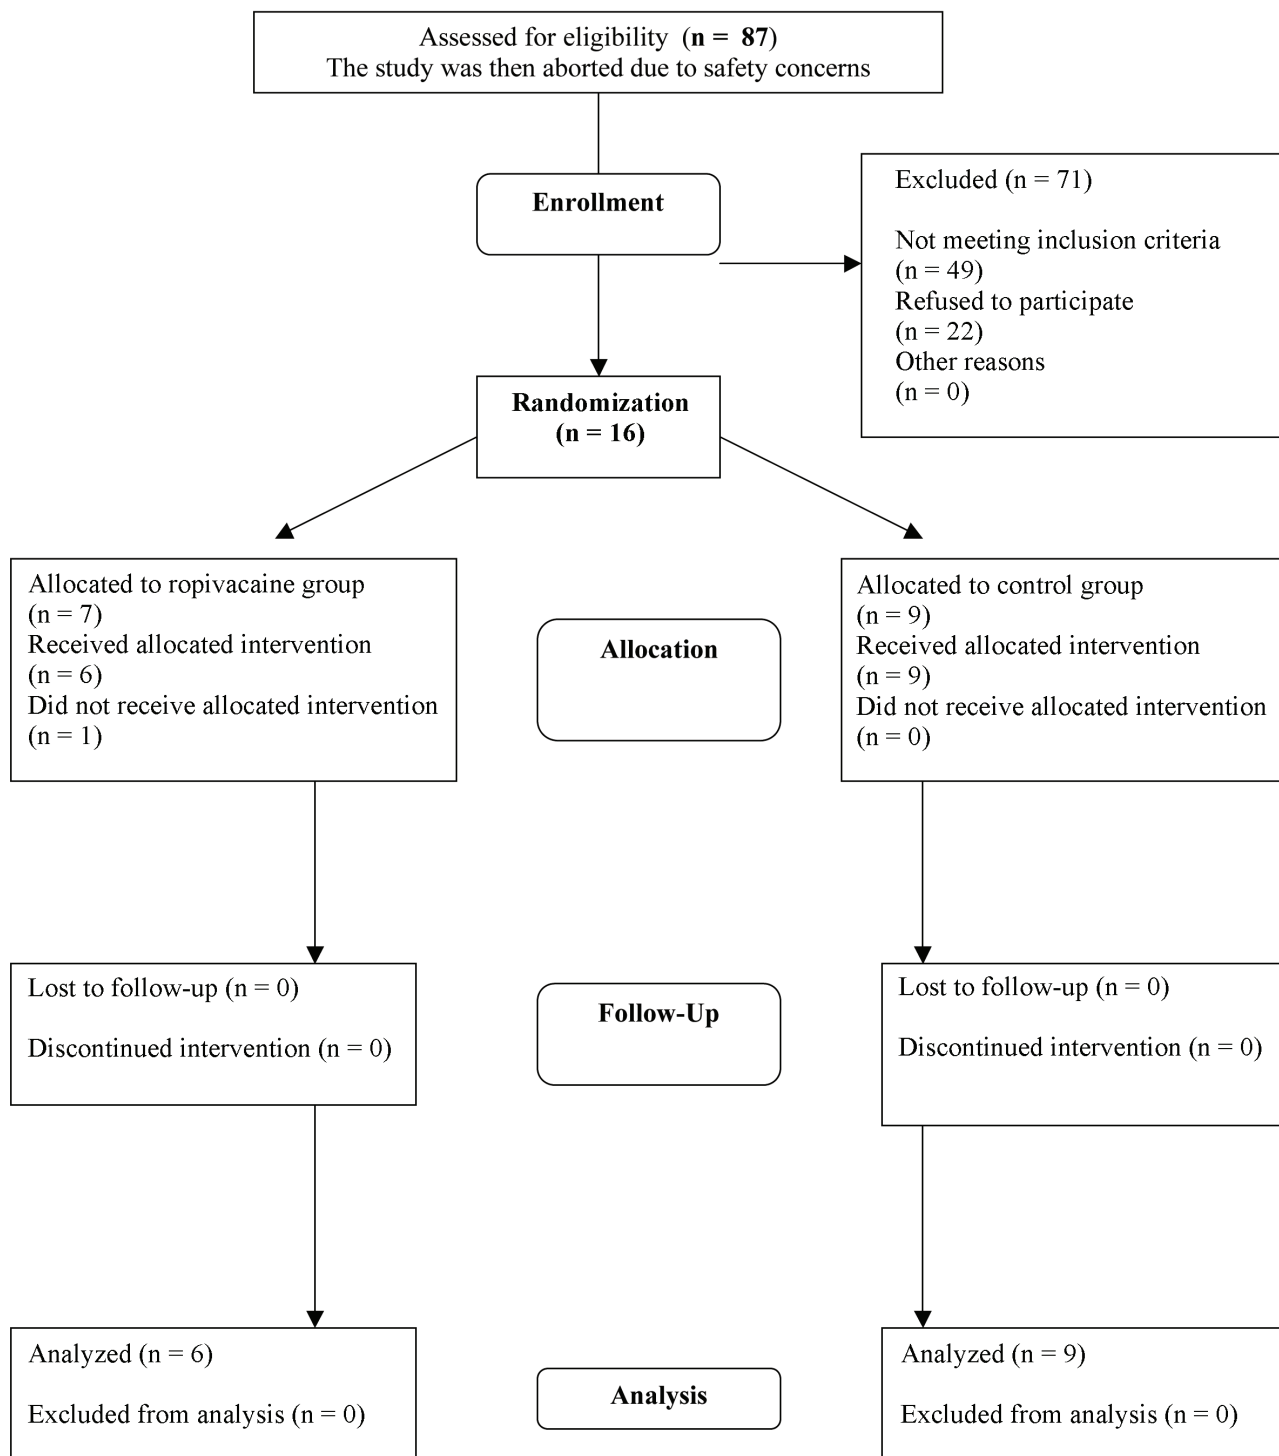 Assessed for eligibility (n = 87)
The study was then aborted due to safety concerns
Enrollment
Excluded (n = 71)
Not meeting inclusion criteria
(n = 49)
Refused to participate
(n = 22)
Other reasons
(n = 0)
Randomization
(n = 16)
Allocated to ropivacaine group
(n = 7)
Received allocated intervention
(n = 6)
Did not receive allocated intervention
(n = 1)
Allocation
Allocated to control group
(n = 9)
Received allocated intervention
(n = 9)
Did not receive allocated intervention
(n = 0)
Lost to follow-up (n = 0)
Discontinued intervention (n = 0)
Follow-Up
Lost to follow-up (n = 0)
Discontinued intervention (n = 0)
Analyzed (n = 6)
Excluded from analysis (n = 0)
Analysis
Analyzed (n = 9)
Excluded from analysis (n = 0)